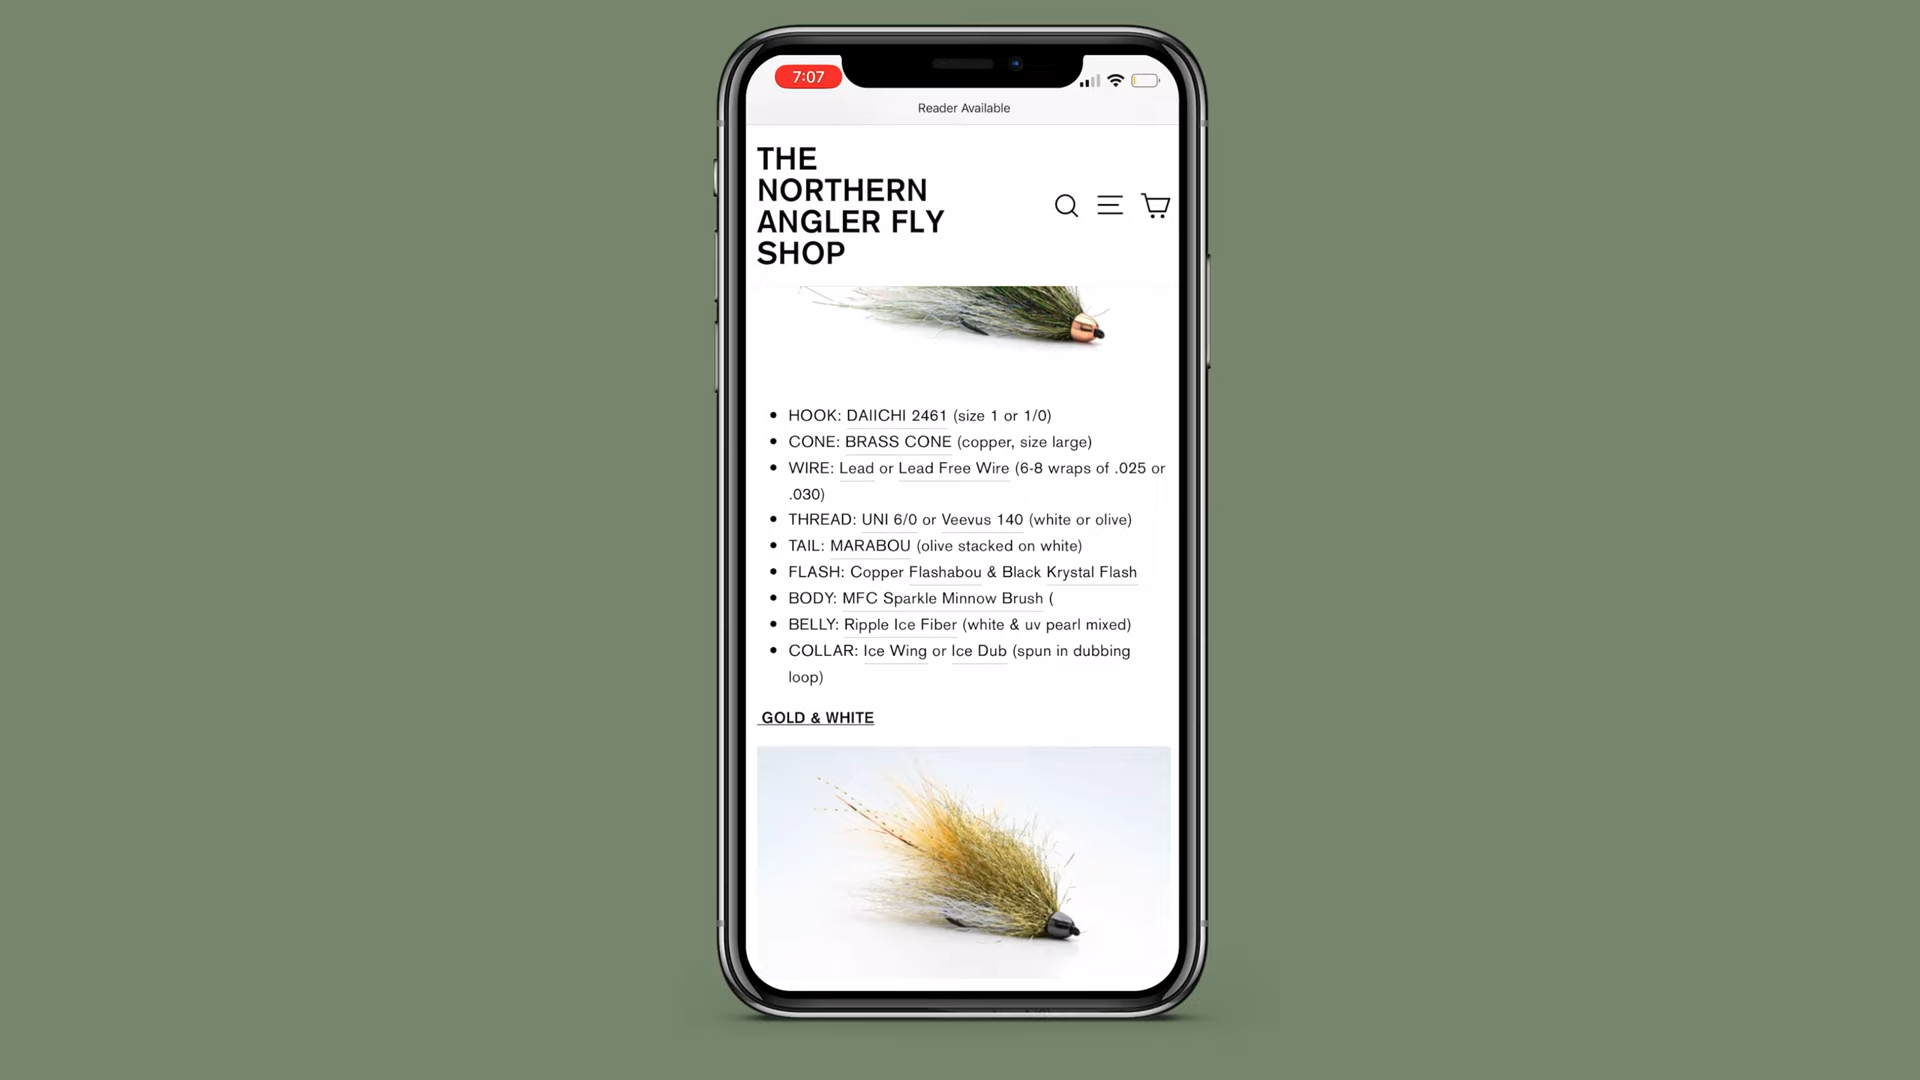 7:07
Reader Available
THE
NORTHERN
ANGLER FLY
SHOP
HOOK: DAIICHI 2461 (size 1 or 1/0)
CONE: BRASS CONE (copper, size large)
WIRE: Lead or Lead Free Wire (6-8 wraps of .025 or
.030)
THREAD: UNI 6/0 or Veevus 140 (white or olive)
TAIL: MARABOU (olive stacked on white)
FLASH: Copper Flashabou & Black Krystal Flash
BODY: MFC Sparkle Minnow Brush (
BELLY: Ripple Ice Fiber (white & uv pearl mixed)
COLLAR: Ice Wing or Ice Dub (spun in dubbing
loop)
GOLD & WHITE